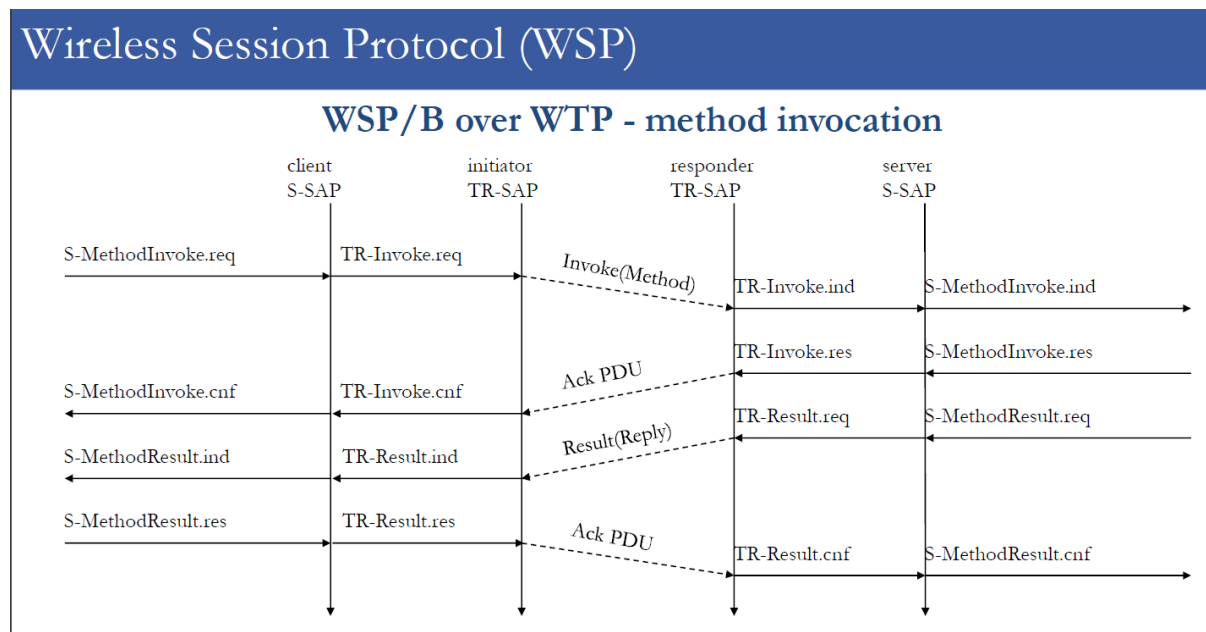 Wireless Session Protocol (WSP)
WSP/B over WTP - method invocation
client
S-SAP
initiator
TR-SAP
responder
TR-SAP
server
S-SAP
S-MethodInvoke.req
TR-Invoke.req
Invoke(Method)
TR-Invoke.ind
S-MethodInvoke.ind
TR-Invoke.res
S-MethodInvoke.res
Ack PDU
S-MethodInvoke.cnf
TR-Invoke.cnf
TR-Result.req
S-MethodResult.req
Result(Reply)
S-MethodResult.ind
TR-Result.ind
S-MethodResult.res
TR-Result.res
Ack PDU
TR-Result.cnf
S-MethodResult.cnf